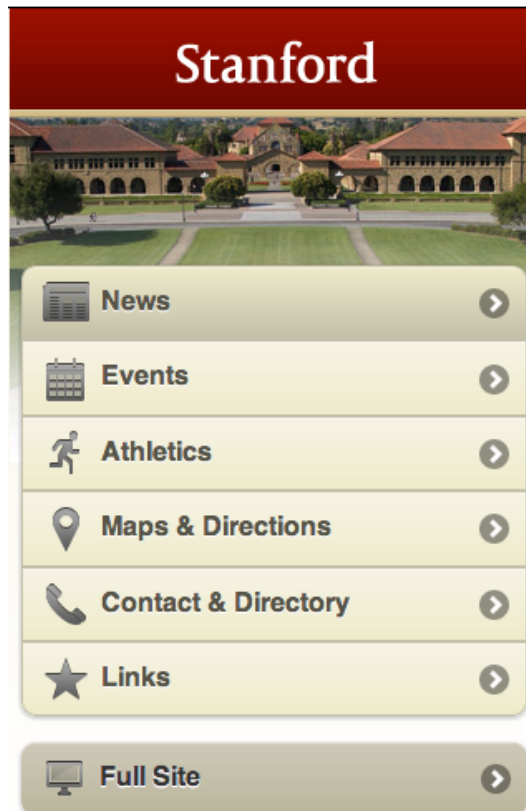 Stanford
News
Events
Athletics
Maps & Directions
Contact & Directory
Links
Full Site